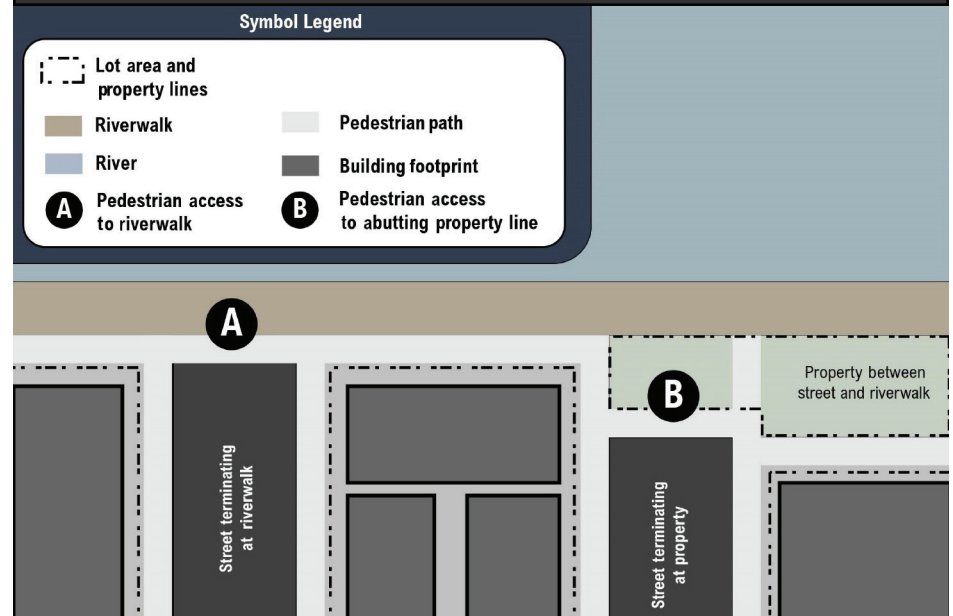 Symbol Legend
Lot area and
property lines
Riverwalk
Pedestrian path
River
Building footprint
A
Pedestrian access
to riverwalk
B
Pedestrian access
to abutting property line
A
B
Property between
street and riverwalk
Street terminating
at riverwalk
Street terminating
at property